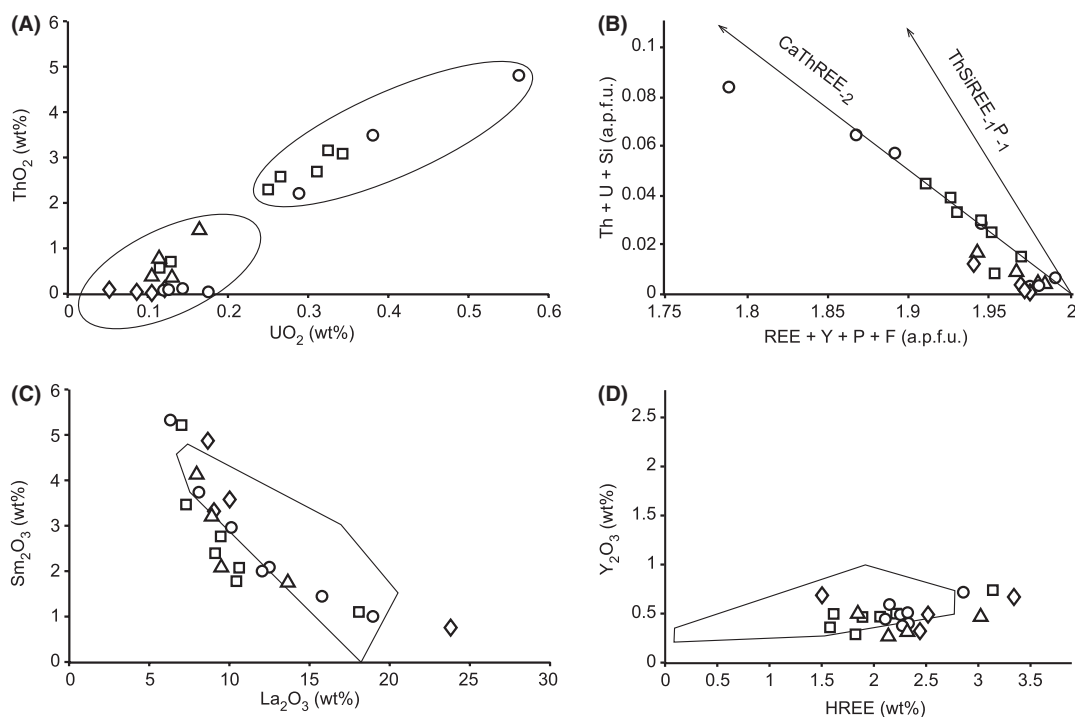 (A)
6
5
4
3
2
1
0
ThO2 (wt%)
0 0.1 0.2 0.3 0.4 0.5 0.6
UO2 (wt%)
(B)
0.1
0.08
0.06
0.04
0.02
0
Th + U + Si (a.p.f.u.)
CaThREE-2
ThSiREE-1P-1
1.75 1.8 1.85 1.9 1.95 2
REE + Y + P + F (a.p.f.u.)
(C)
6
5
4
3
2
1
0
Sm2O3 (wt%)
0 5 10 15 20 25 30
La2O3 (wt%)
(D)
2.5
2
1.5
1
0.5
0
Y2O3 (wt%)
0 0.5 1 1.5 2 2.5 3 3.5
HREE (wt%)